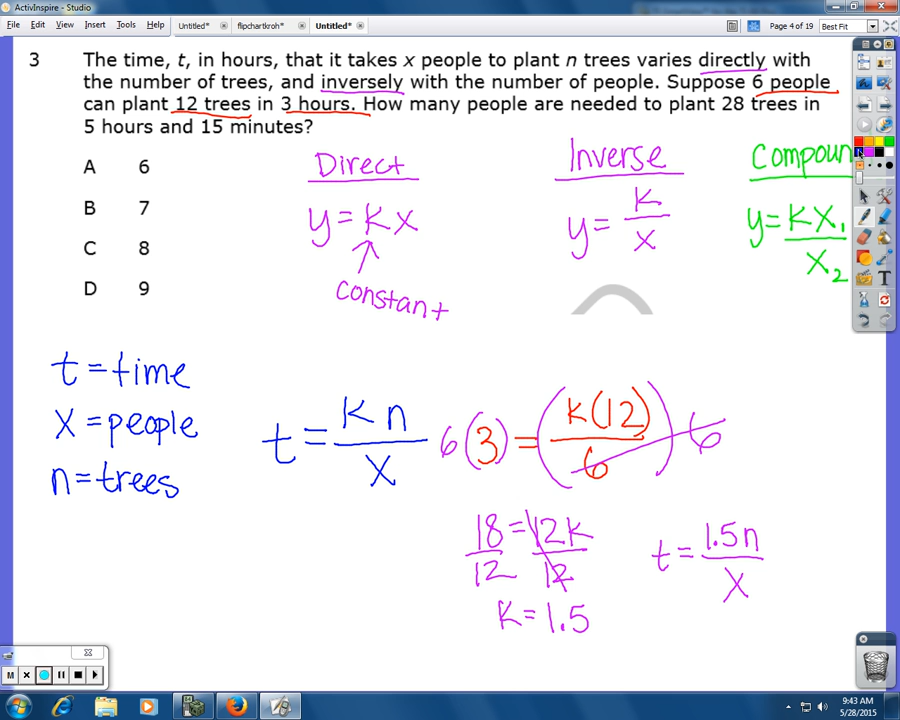 ActivInspire - Studio
File Edit View Insert Tools Help
Untitled*
flipchartkroh*
Untitled*
Page 4 of 19
Best Fit
3 The time, t, in hours, that it takes x people to plant n trees varies directly with
the number of trees, and inversely with the number of people. Suppose 6 people
can plant 12 trees in 3 hours. How many people are needed to plant 28 trees in
5 hours and 15 minutes?
A 6
B 7
C 8
D 9
Direct
y = kx
constant
Inverse
y = k/x
Compoun
y = kx₁/x₂
t = time
x = people
n = trees
t = kn/x
6(3) = (k(12)/6) 6
18/12 = 12k/12
k = 1.5
t = 1.5n/x
T
M
9:43 AM
5/28/2015